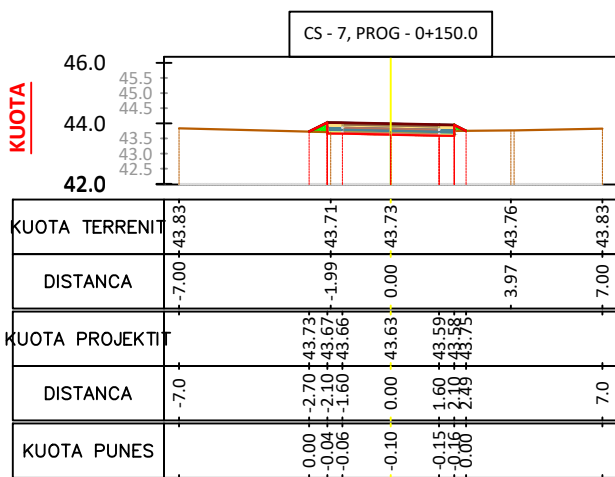 CS - 7, PROG - 0+150.0
KUOTA
46.0
45.5
45.0
44.5
44.0
43.5
43.0
42.5
42.0
KUOTA TERRENIT 43.83 43.71 43.73 43.76 43.83
DISTANCA -7.00 -1.99 0.00 3.97 7.00
KUOTA PROJEKTIT 43.73 43.67 43.66 43.63 43.59 43.58 43.75
DISTANCA -7.0 -2.70 -2.10 -1.60 0.00 1.60 2.10 2.49 7.0
KUOTA PUNES 0.00 -0.04 -0.06 -0.10 -0.15 -0.16 0.00